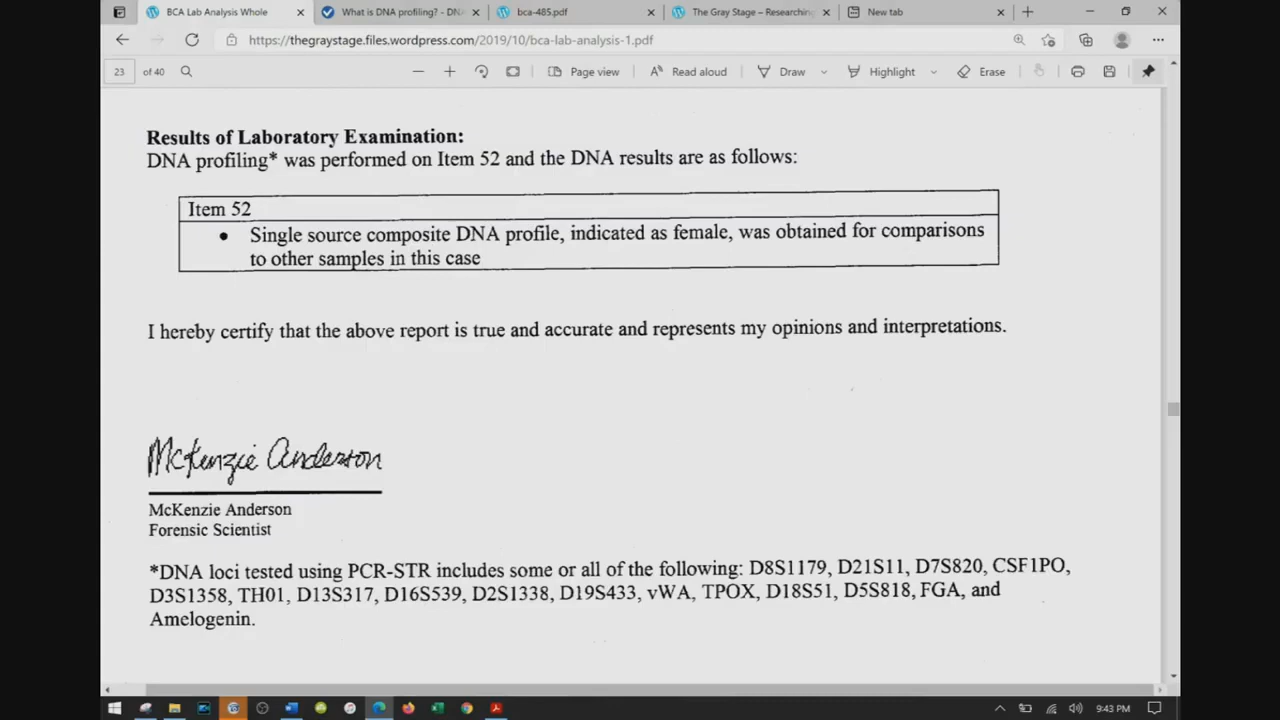 BCA Lab Analysis Whole
What is DNA profiling? - DNA
bca-485.pdf
The Gray Stage – Researching
New tab
https://thegraystage.files.wordpress.com/2019/10/bca-lab-analysis-1.pdf
23 of 40
Page view
Read aloud
Draw
Highlight
Erase
Results of Laboratory Examination:
DNA profiling* was performed on Item 52 and the DNA results are as follows:
Item 52
• Single source composite DNA profile, indicated as female, was obtained for comparisons
to other samples in this case
I hereby certify that the above report is true and accurate and represents my opinions and interpretations.
McKenzie Anderson
McKenzie Anderson
Forensic Scientist
*DNA loci tested using PCR-STR includes some or all of the following: D8S1179, D21S11, D7S820, CSF1PO,
D3S1358, TH01, D13S317, D16S539, D2S1338, D19S433, vWA, TPOX, D18S51, D5S818, FGA, and
Amelogenin.
9:43 PM